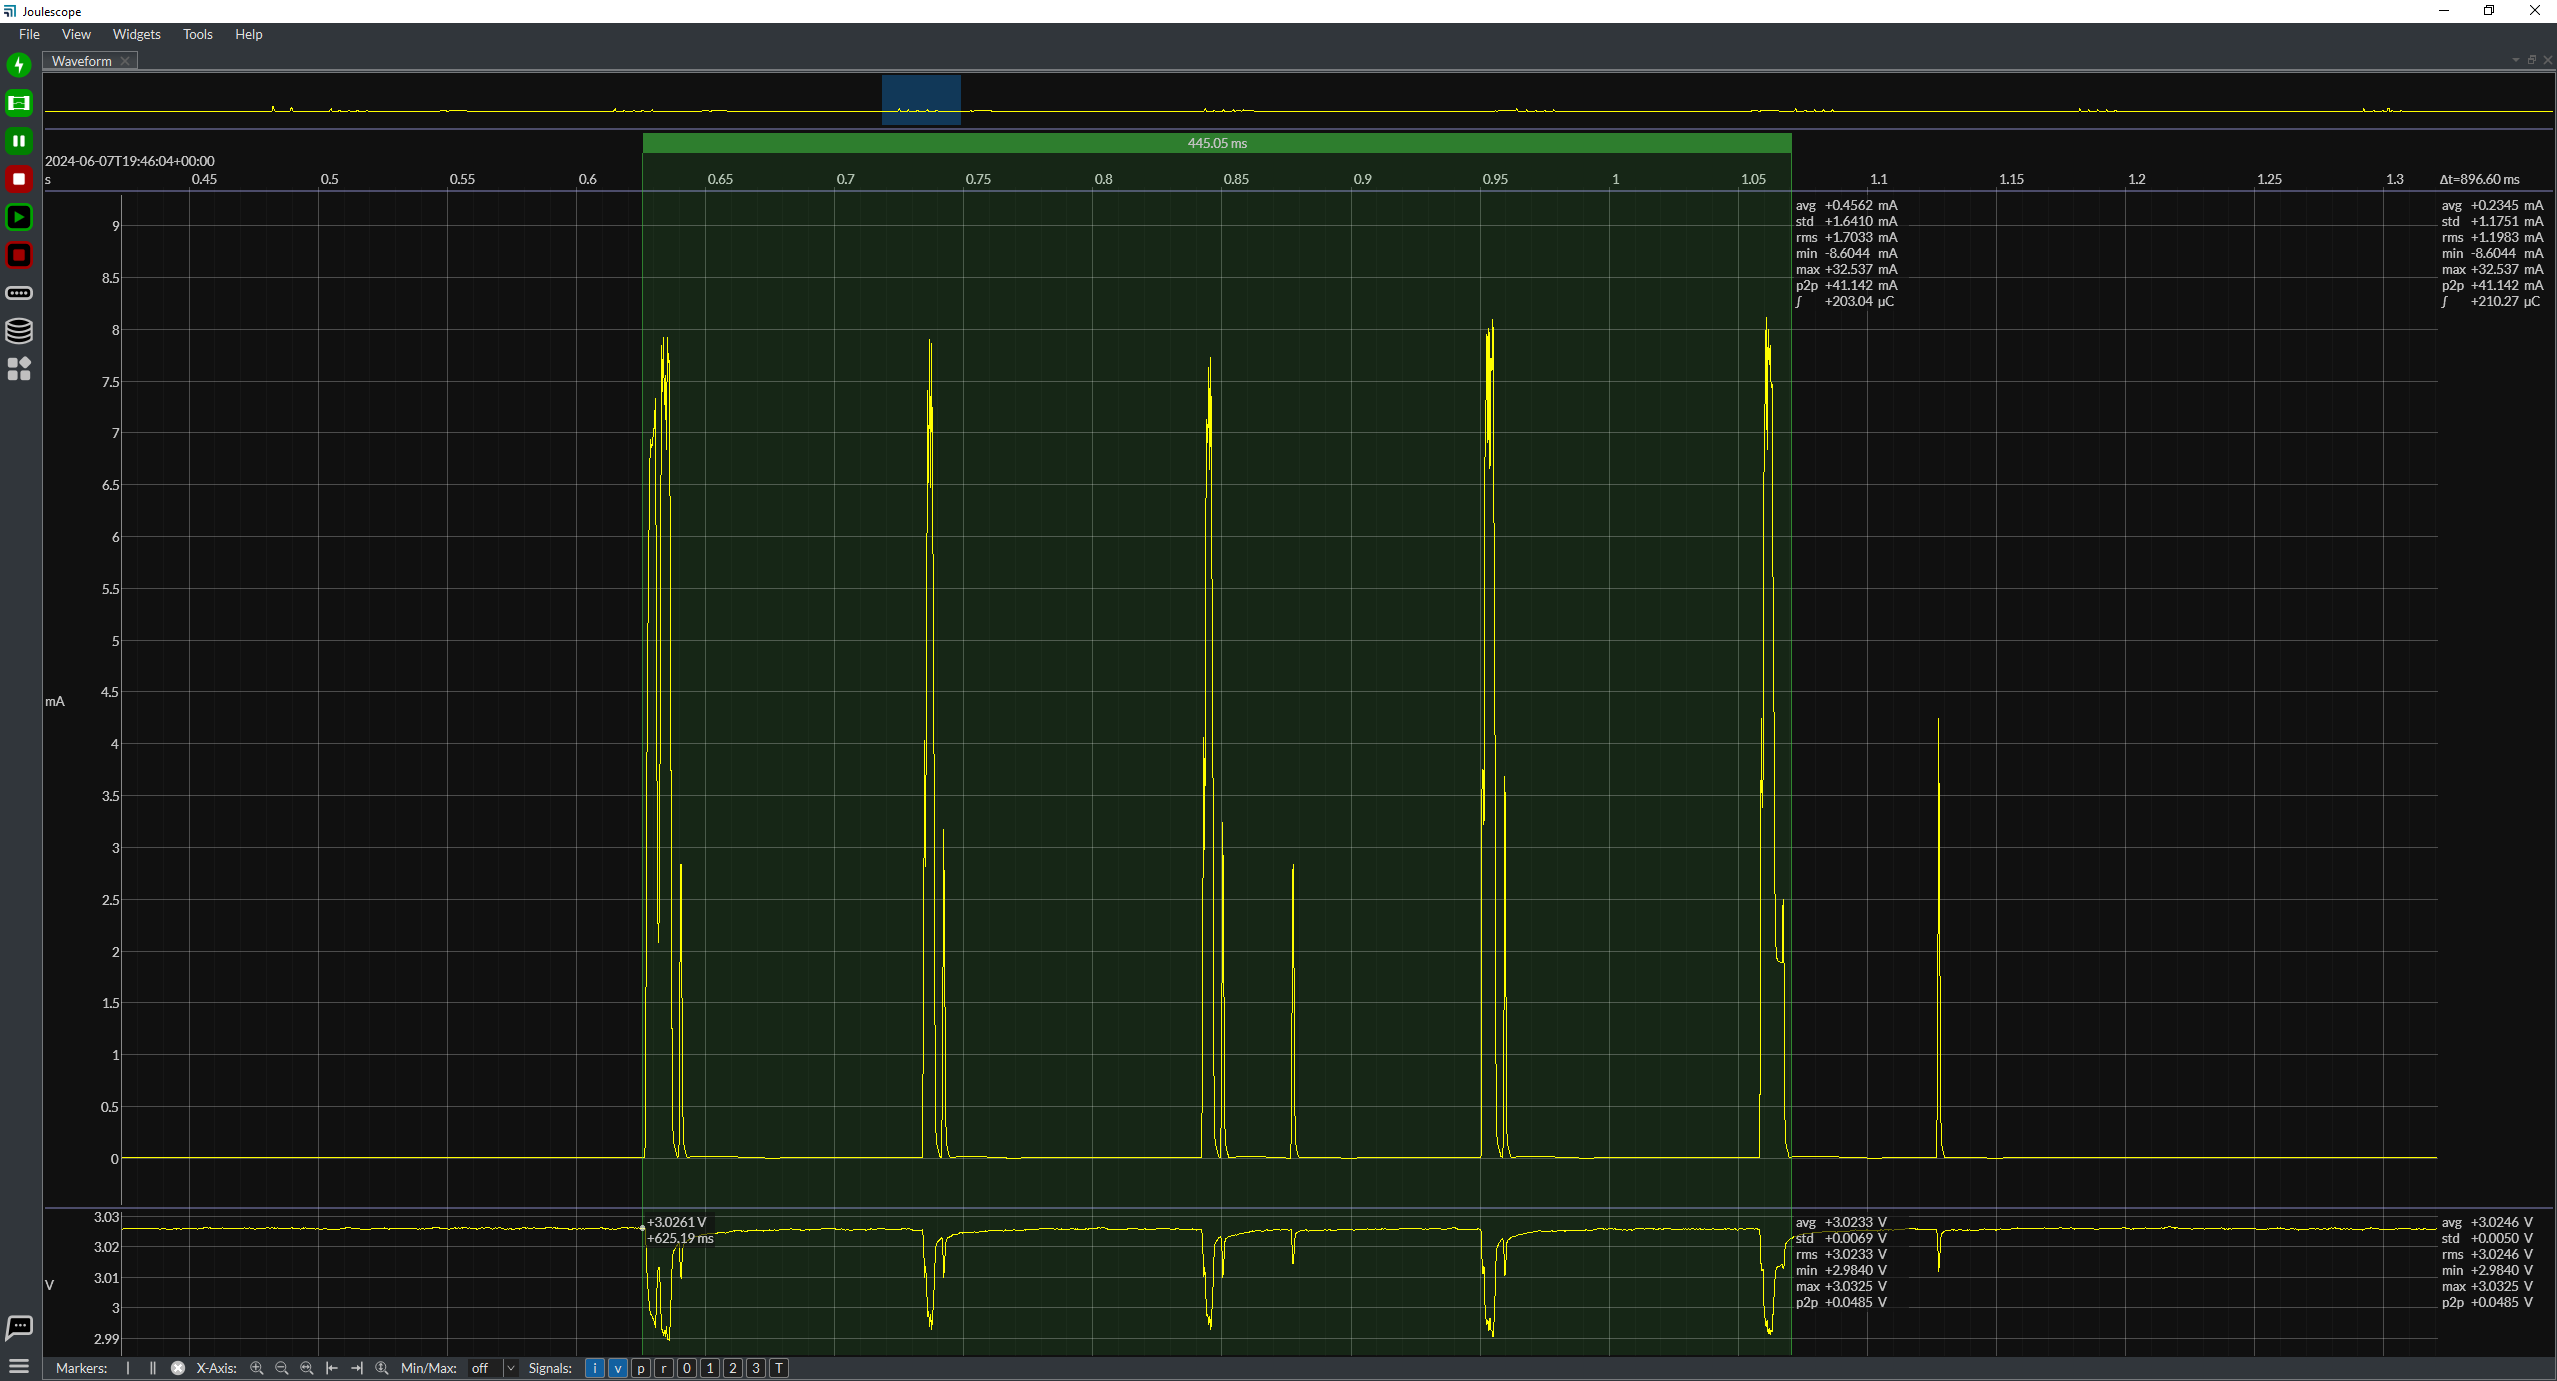 Joulescope
File View Widgets Tools Help
Waveform
445.05 ms
2024-06-07T19:46:04+00:00
s 0.45 0.5 0.55 0.6 0.65 0.7 0.75 0.8 0.85 0.9 0.95 1 1.05 1.1 1.15 1.2 1.25 1.3 Δt=896.60 ms
avg +0.4562 mA
std +1.6410 mA
rms +1.7033 mA
min -8.6044 mA
max +32.537 mA
p2p +41.142 mA
∫ +203.04 µC
avg +0.2345 mA
std +1.1751 mA
rms +1.1983 mA
min -8.6044 mA
max +32.537 mA
p2p +41.142 mA
∫ +210.27 µC
9
8.5
8
7.5
7
6.5
6
5.5
5
4.5
mA
4
3.5
3
2.5
2
1.5
1
0.5
0
3.03
3.02
3.01
V
3
2.99
+3.0261 V
+625.19 ms
avg +3.0233 V
std +0.0069 V
rms +3.0233 V
min +2.9840 V
max +3.0325 V
p2p +0.0485 V
avg +3.0246 V
std +0.0050 V
rms +3.0246 V
min +2.9840 V
max +3.0325 V
p2p +0.0485 V
Markers: X-Axis: Min/Max: off Signals: i v p r 0 1 2 3 T